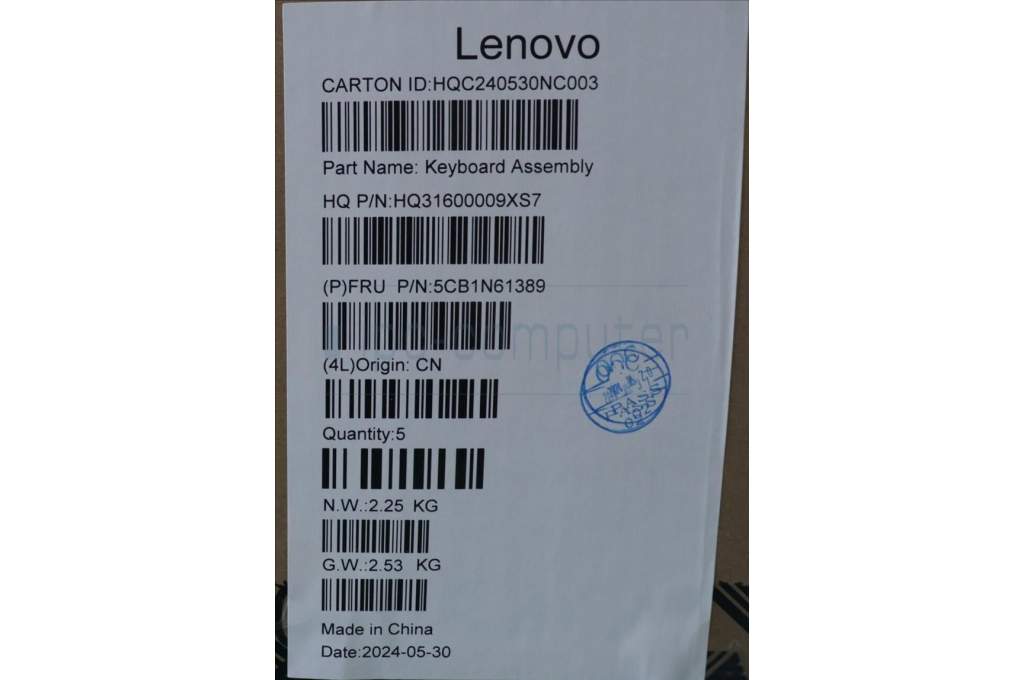 Lenovo
CARTON ID:HQC240530NC003
Part Name: Keyboard Assembly
HQ P/N:HQ31600009XS7
(P)FRU P/N:5CB1N61389
(4L)Origin: CN
Quantity:5
N.W.:2.25 KG
G.W.:2.53 KG
Made in China
Date:2024-05-30